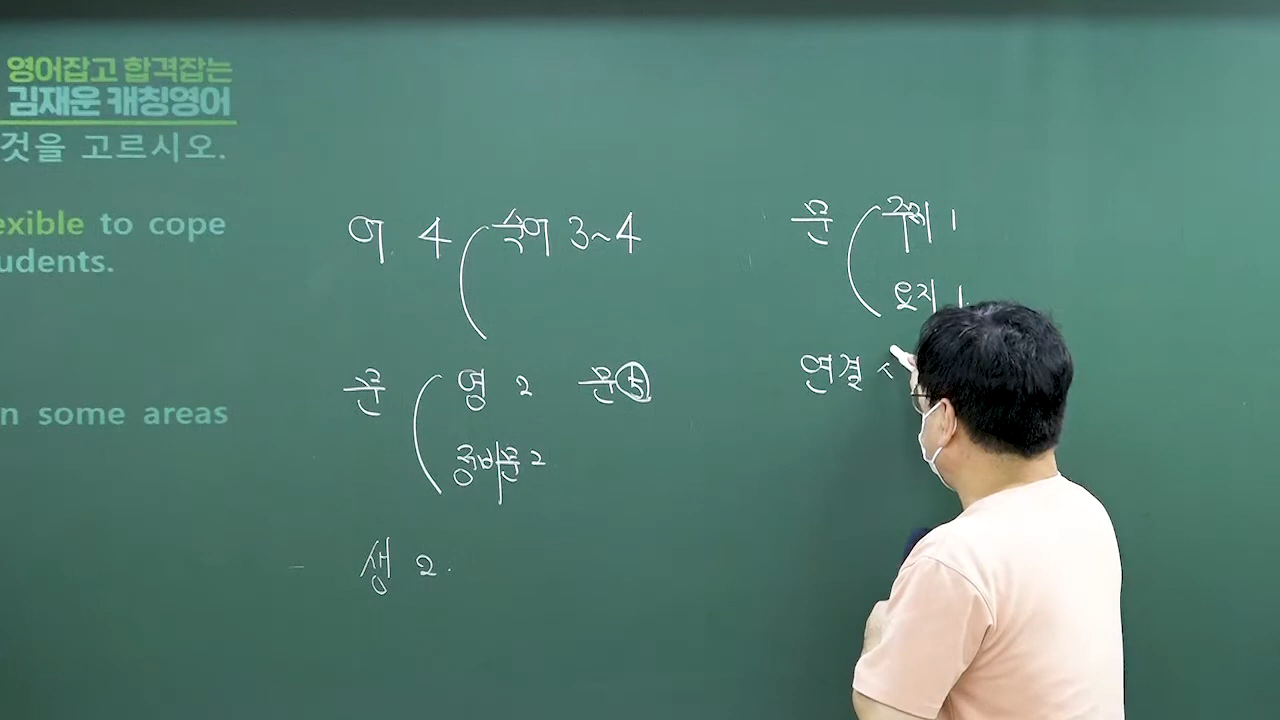 영어잡고 합격잡는
김재운 캐칭영어
것을 고르시오.
exible to cope
udents.
n some areas
어 4 숙어 3~4
문 영 2 문⑤
중비문 2
생 2.
문 주제 1
요지 1
연결 사